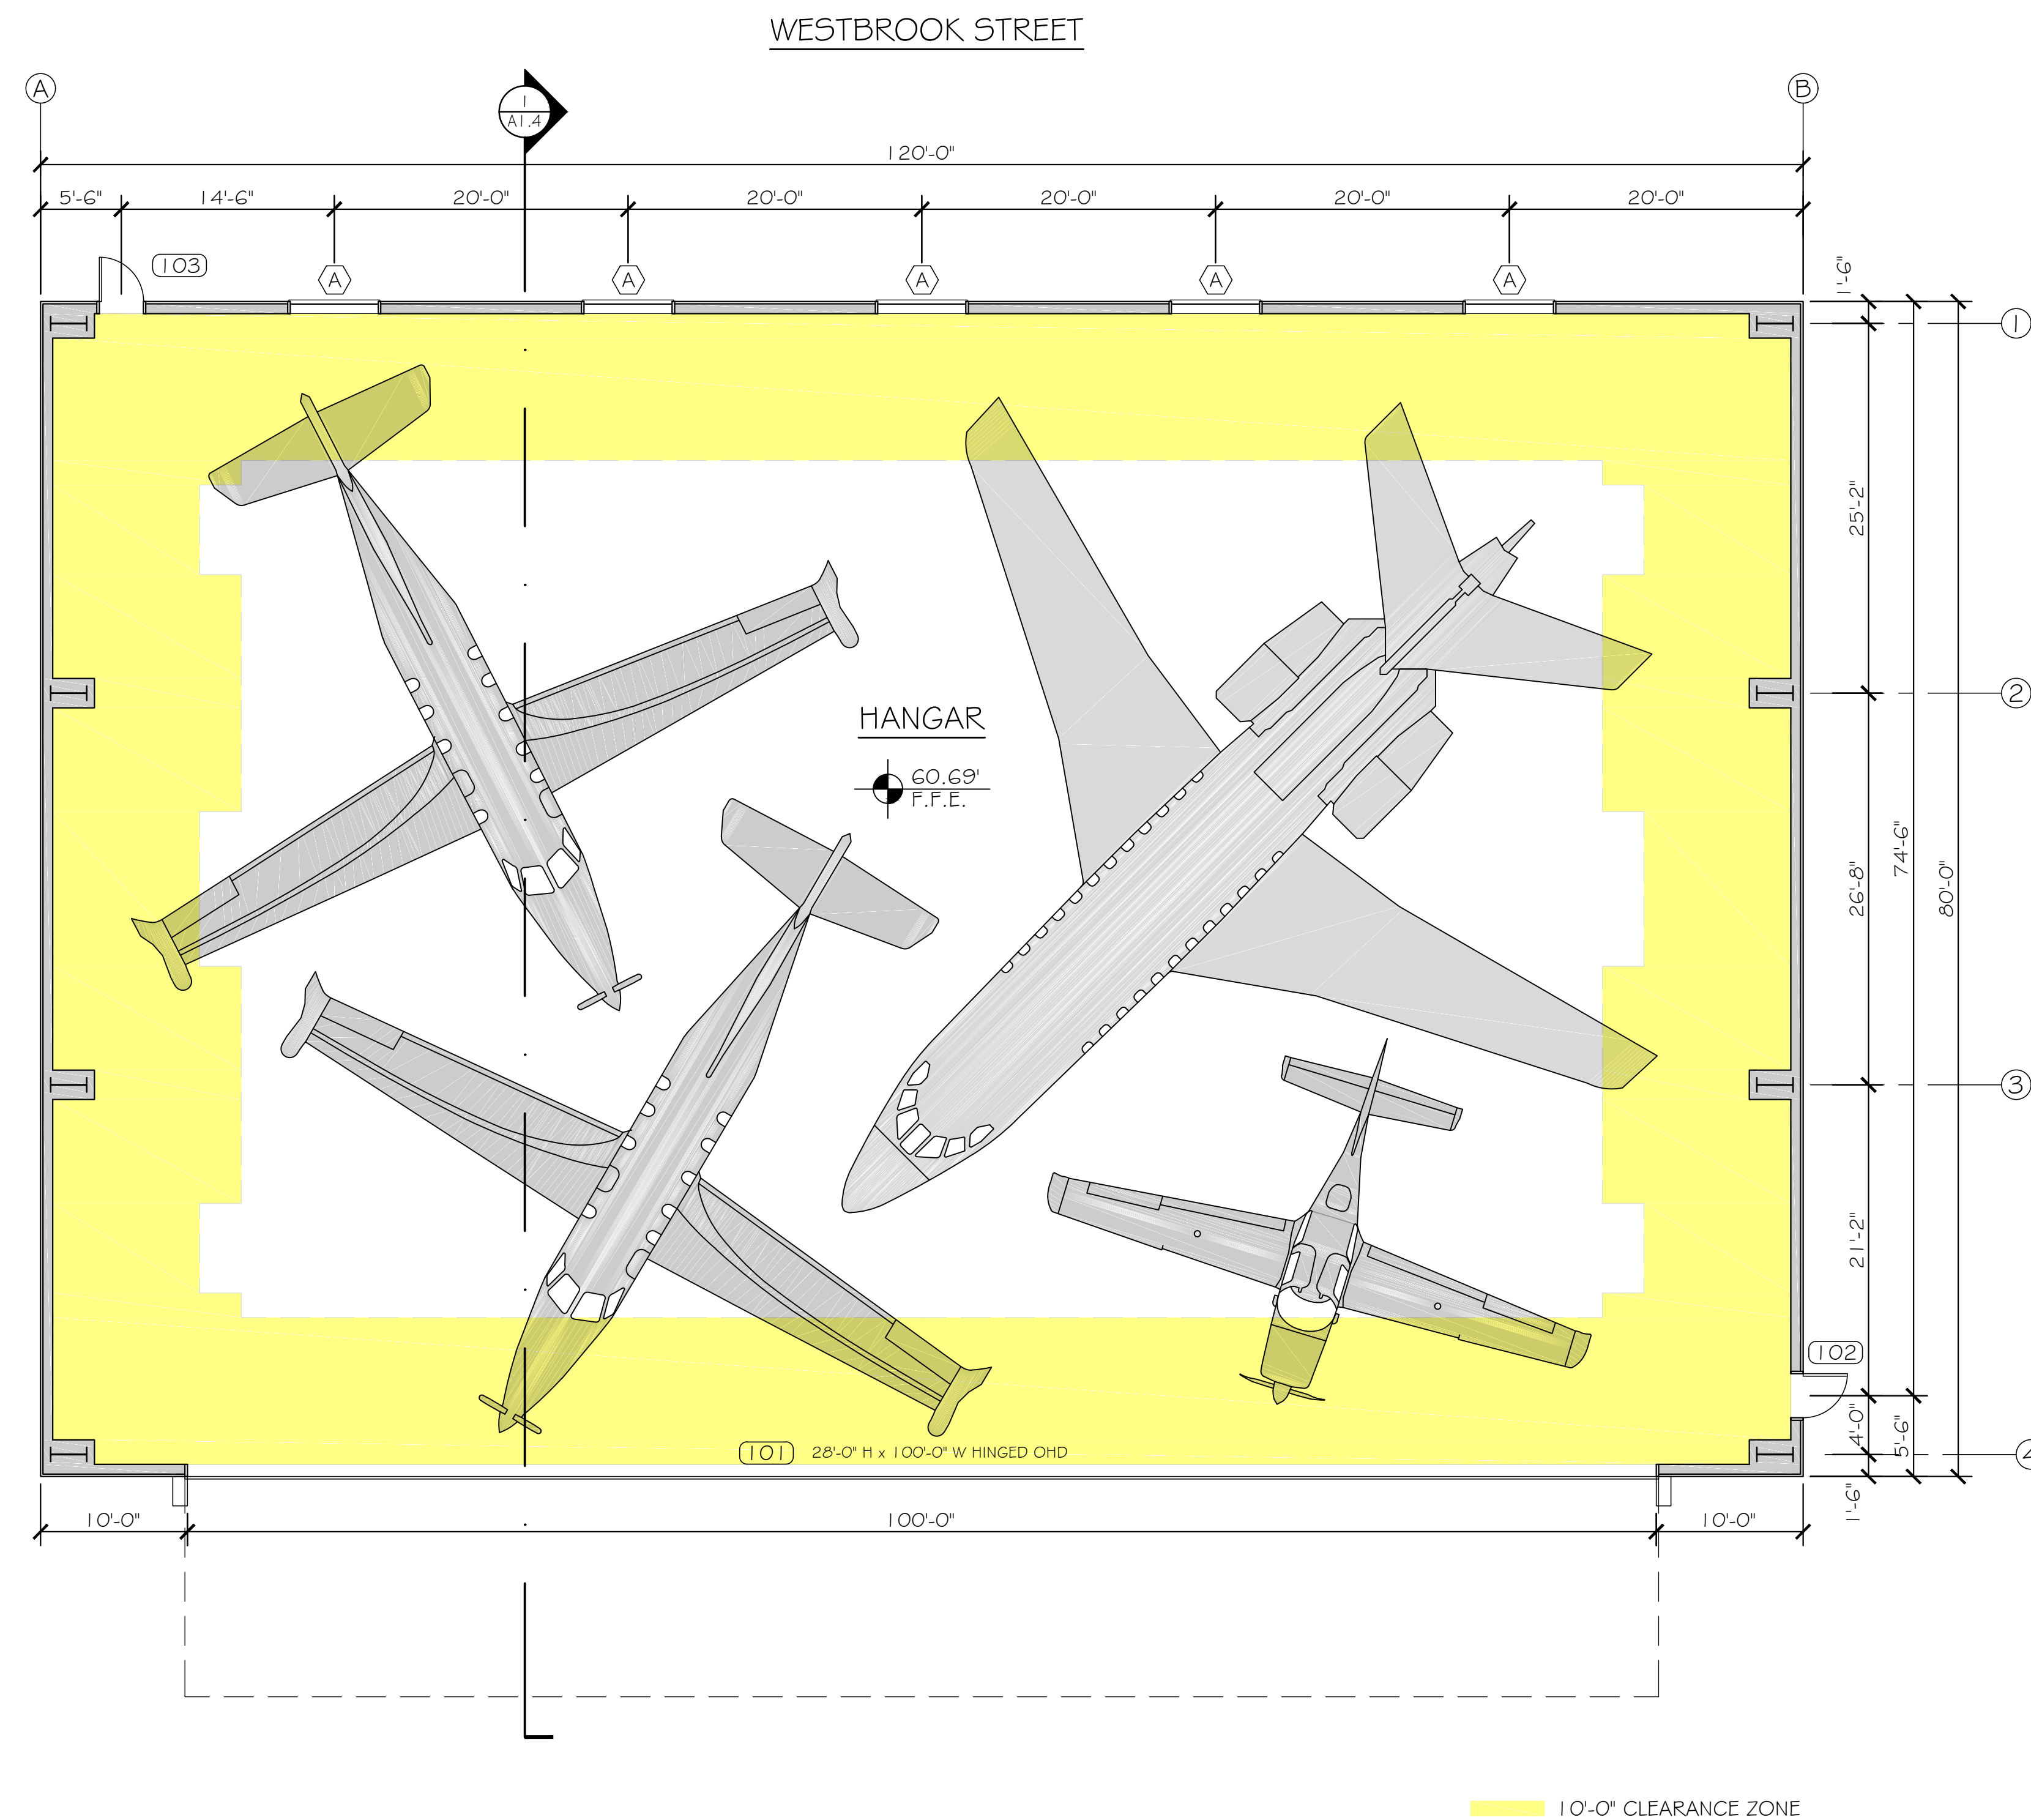 WESTBROOK STREET
A
B
1
A1.4
120'-0"
5'-6"
14'-6"
20'-0"
20'-0"
20'-0"
20'-0"
20'-0"
103
A
A
A
A
A
1'-6"
1
25'-2"
2
HANGAR
60.69'
F.F.E.
26'-8"
74'-6"
80'-0"
3
21'-2"
102
4'-0"
5'-6"
101 28'-0" H x 100'-0" W HINGED OHD
4
1'-6"
10'-0"
100'-0"
10'-0"
10'-0" CLEARANCE ZONE